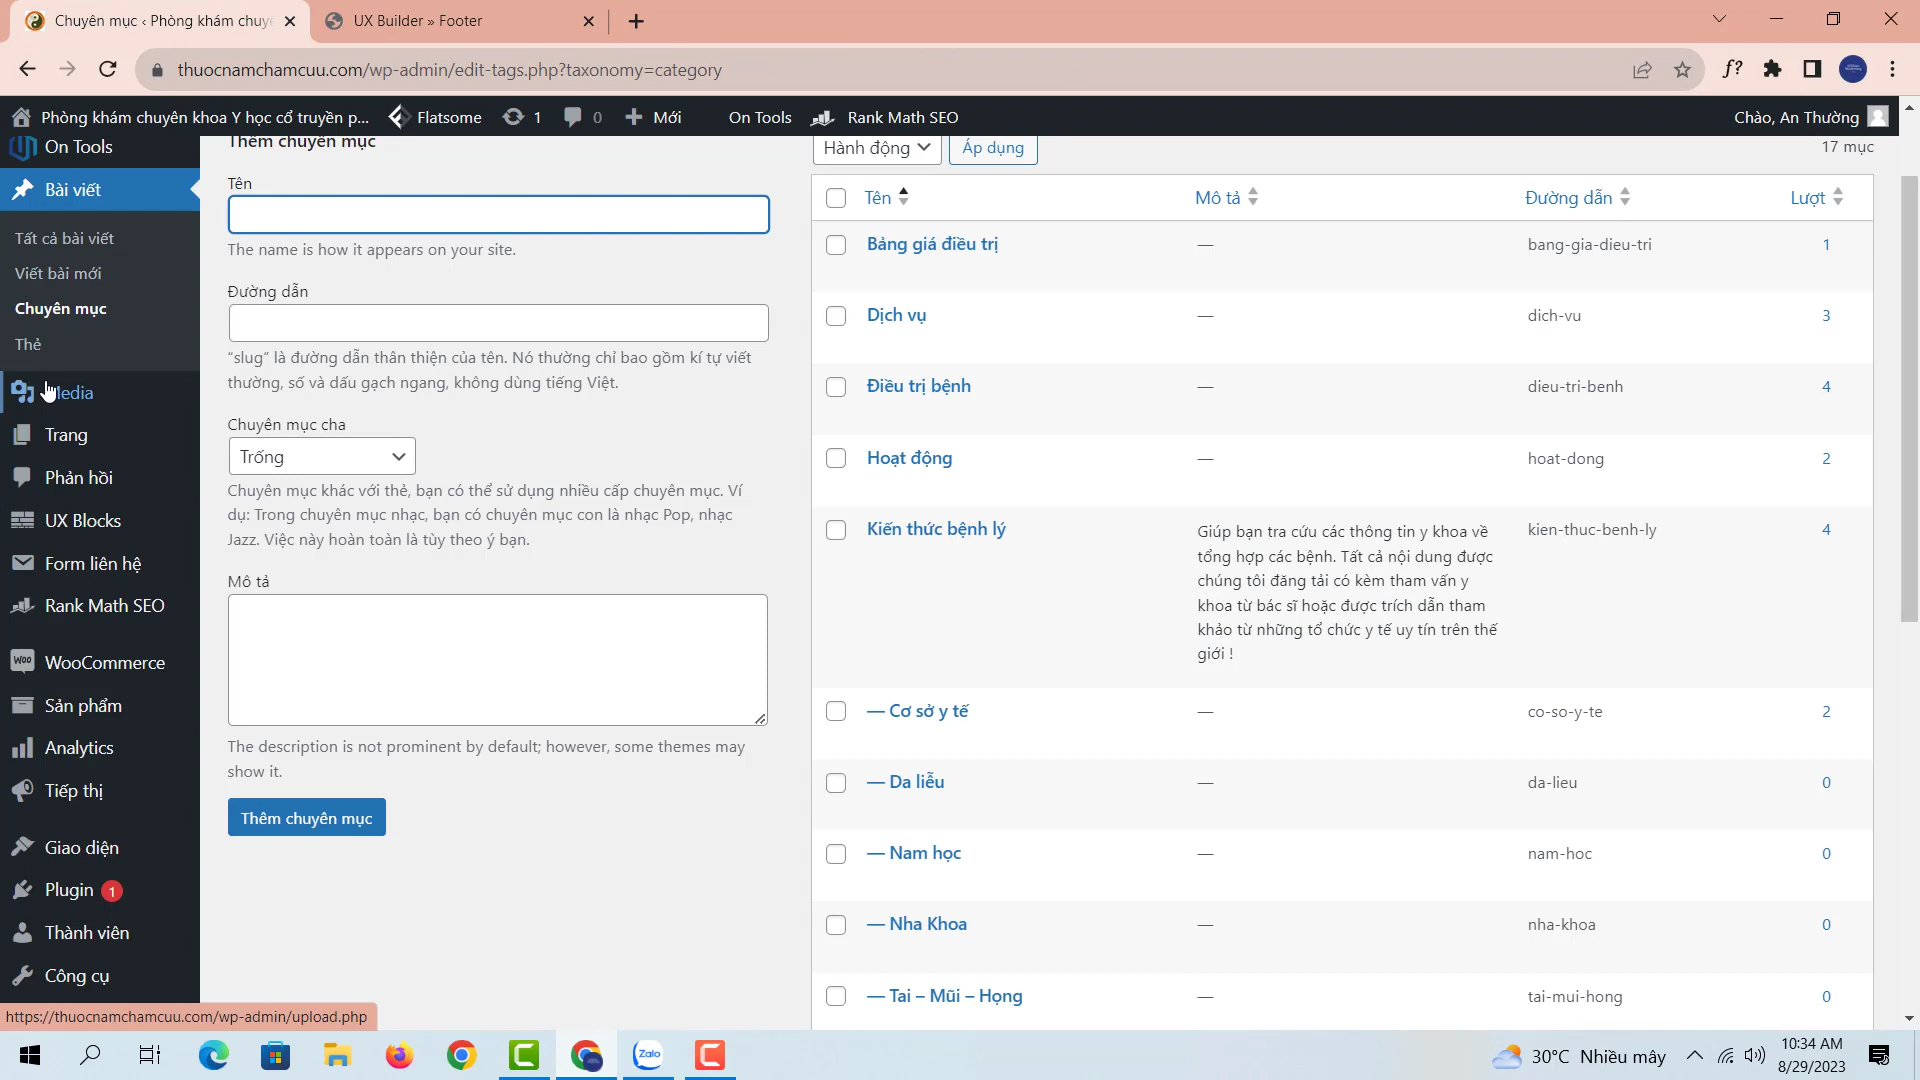 Chuyên mục ‹ Phòng khám chuyê
UX Builder » Footer
thuocnamchamcuu.com/wp-admin/edit-tags.php?taxonomy=category
f?
Phòng khám chuyên khoa Y học cổ truyền p...
Flatsome
1
0
Mới
On Tools
Rank Math SEO
Chào, An Thường
On Tools
Bài viết
Tất cả bài viết
Viết bài mới
Chuyên mục
Thẻ
Media
Trang
Phản hồi
UX Blocks
Form liên hệ
Rank Math SEO
WooCommerce
Sản phẩm
Analytics
Tiếp thị
Giao diện
Plugin 1
Thành viên
Công cụ
https://thuocnamchamcuu.com/wp-admin/upload.php
Thêm chuyên mục
Tên
The name is how it appears on your site.
Đường dẫn
“slug” là đường dẫn thân thiện của tên. Nó thường chỉ bao gồm kí tự viết
thường, số và dấu gạch ngang, không dùng tiếng Việt.
Chuyên mục cha
Trống
Chuyên mục khác với thẻ, bạn có thể sử dụng nhiều cấp chuyên mục. Ví
dụ: Trong chuyên mục nhạc, bạn có chuyên mục con là nhạc Pop, nhạc
Jazz. Việc này hoàn toàn là tùy theo ý bạn.
Mô tả
The description is not prominent by default; however, some themes may
show it.
Thêm chuyên mục
Hành động
Áp dụng
17 mục
Tên
Mô tả
Đường dẫn
Lượt
Bảng giá điều trị
—
bang-gia-dieu-tri
1
Dịch vụ
—
dich-vu
3
Điều trị bệnh
—
dieu-tri-benh
4
Hoạt động
—
hoat-dong
2
Kiến thức bệnh lý
Giúp bạn tra cứu các thông tin y khoa về
tổng hợp các bệnh. Tất cả nội dung được
chúng tôi đăng tải có kèm tham vấn y
khoa từ bác sĩ hoặc được trích dẫn tham
khảo từ những tổ chức y tế uy tín trên thế
giới !
kien-thuc-benh-ly
4
— Cơ sở y tế
—
co-so-y-te
2
— Da liễu
—
da-lieu
0
— Nam học
—
nam-hoc
0
— Nha Khoa
—
nha-khoa
0
— Tai – Mũi – Họng
—
tai-mui-hong
0
Zalo
30°C Nhiều mây
10:34 AM
8/29/2023